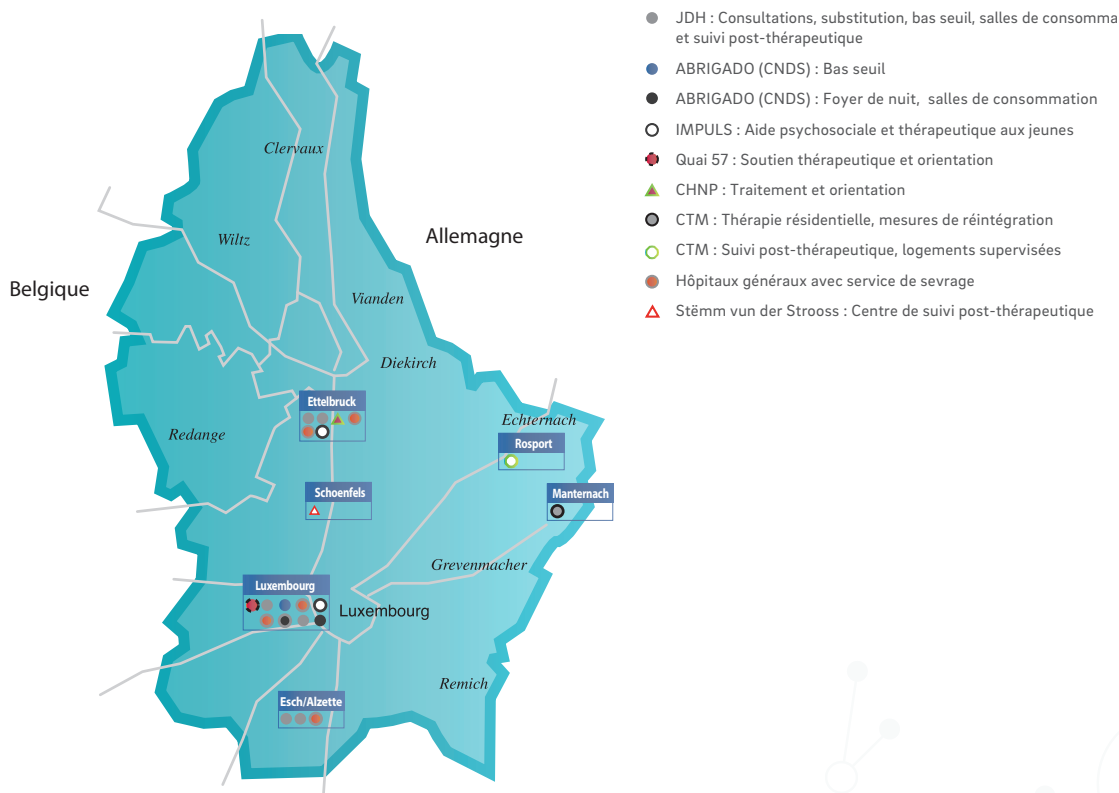 JDH : Consultations, substitution, bas seuil, salles de consomma
et suivi post-thérapeutique
ABRIGADO (CNDS) : Bas seuil
ABRIGADO (CNDS) : Foyer de nuit, salles de consommation
IMPULS : Aide psychosociale et thérapeutique aux jeunes
Quai 57 : Soutien thérapeutique et orientation
CHNP : Traitement et orientation
CTM : Thérapie résidentielle, mesures de réintégration
CTM : Suivi post-thérapeutique, logements supervisées
Hôpitaux généraux avec service de sevrage
Stëmm vun der Strooss : Centre de suivi post-thérapeutique
Clervaux
Wiltz
Allemagne
Belgique
Vianden
Diekirch
Ettelbruck
Echternach
Redange
Rosport
Schoenfels
Manternach
Grevenmacher
Luxembourg
Luxembourg
Remich
Esch/Alzette